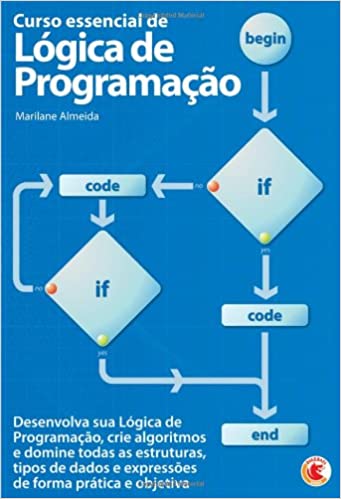 Curso essencial de
Lógica de
Programação
Marilane Almeida
begin
if
no
code
yes
if
no
code
yes
end
Desenvolva sua Lógica de
Programação, crie algoritmos
e domine todas as estruturas,
tipos de dados e expressões
de forma prática e objetiva